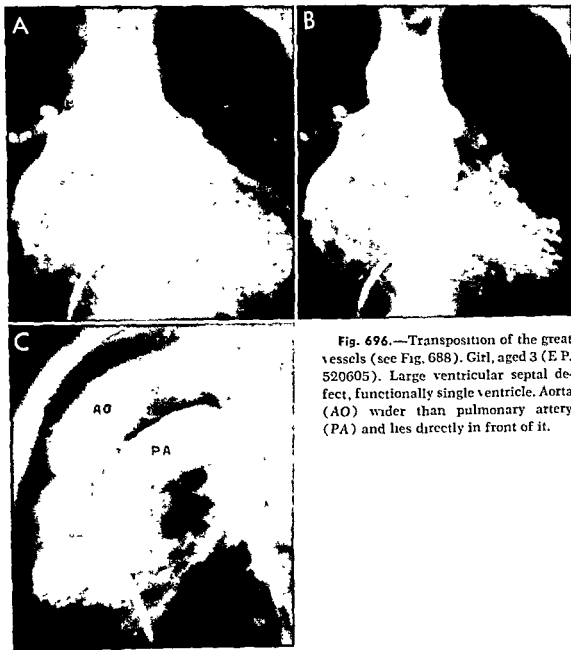 A
B
C
AO
PA
Fig. 696.—Transposition of the great
vessels (see Fig. 688). Girl, aged 3 (E P.
520605). Large ventricular septal de-
fect, functionally single ventricle. Aorta
(AO) wider than pulmonary artery
(PA) and lies directly in front of it.